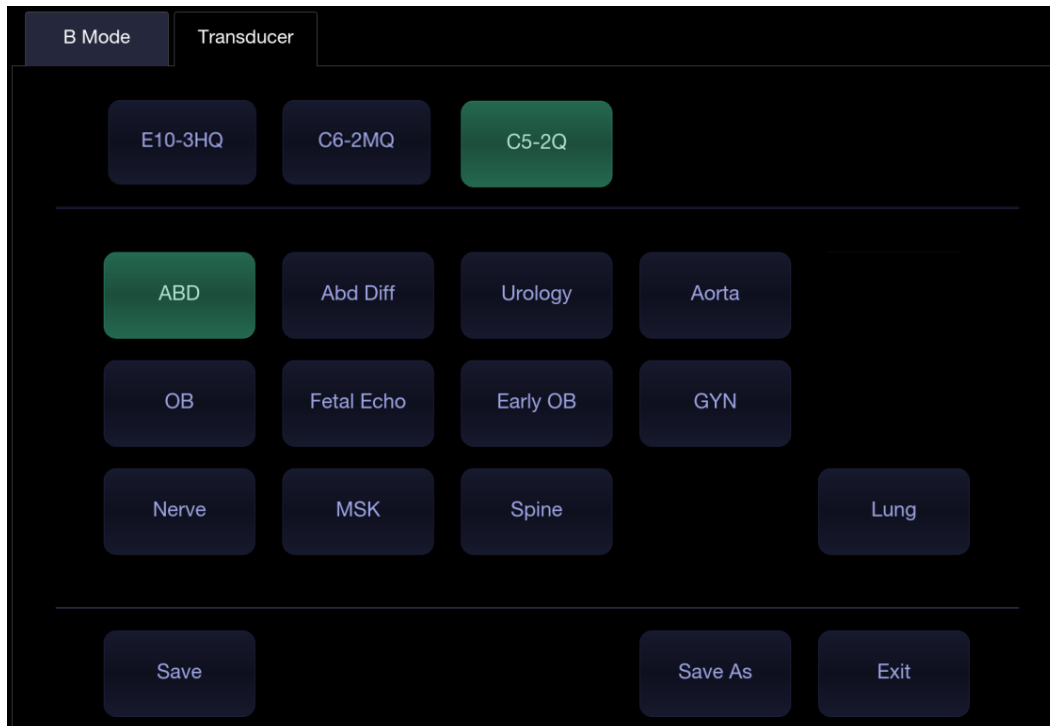 B Mode Transducer
E10-3HQ C6-2MQ C5-2Q
ABD Abd Diff Urology Aorta
OB Fetal Echo Early OB GYN
Nerve MSK Spine Lung
Save Save As Exit